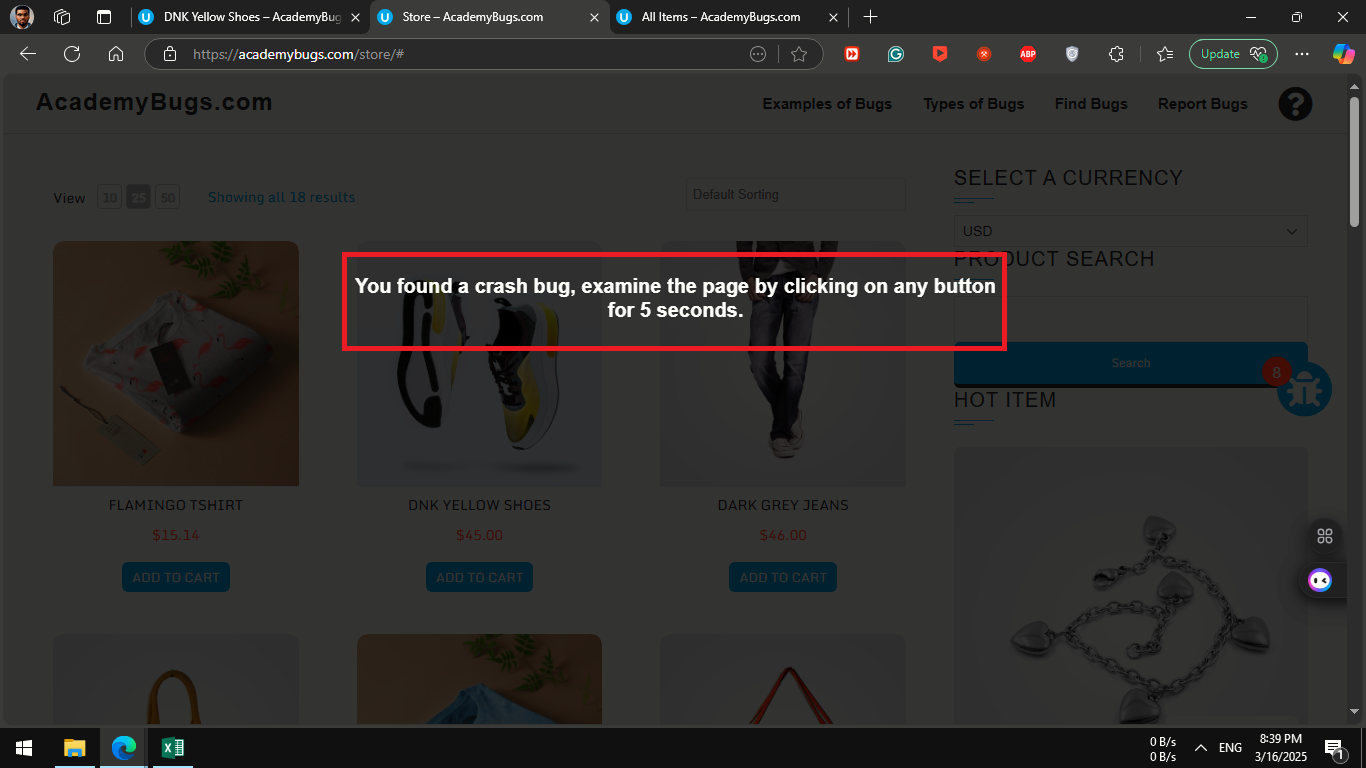 DNK Yellow Shoes – AcademyBug
Store – AcademyBugs.com
All Items – AcademyBugs.com
https://academybugs.com/store/#
ABP
Update
AcademyBugs.com
Examples of Bugs
Types of Bugs
Find Bugs
Report Bugs
?
View 10 25 50
Showing all 18 results
Default Sorting
SELECT A CURRENCY
USD
PRODUCT SEARCH
You found a crash bug, examine the page by clicking on any button
for 5 seconds.
Search
8
HOT ITEM
FLAMINGO TSHIRT
DNK YELLOW SHOES
DARK GREY JEANS
$15.14
$45.00
$46.00
ADD TO CART
ADD TO CART
ADD TO CART
0 B/s
0 B/s
ENG
8:39 PM
3/16/2025
1